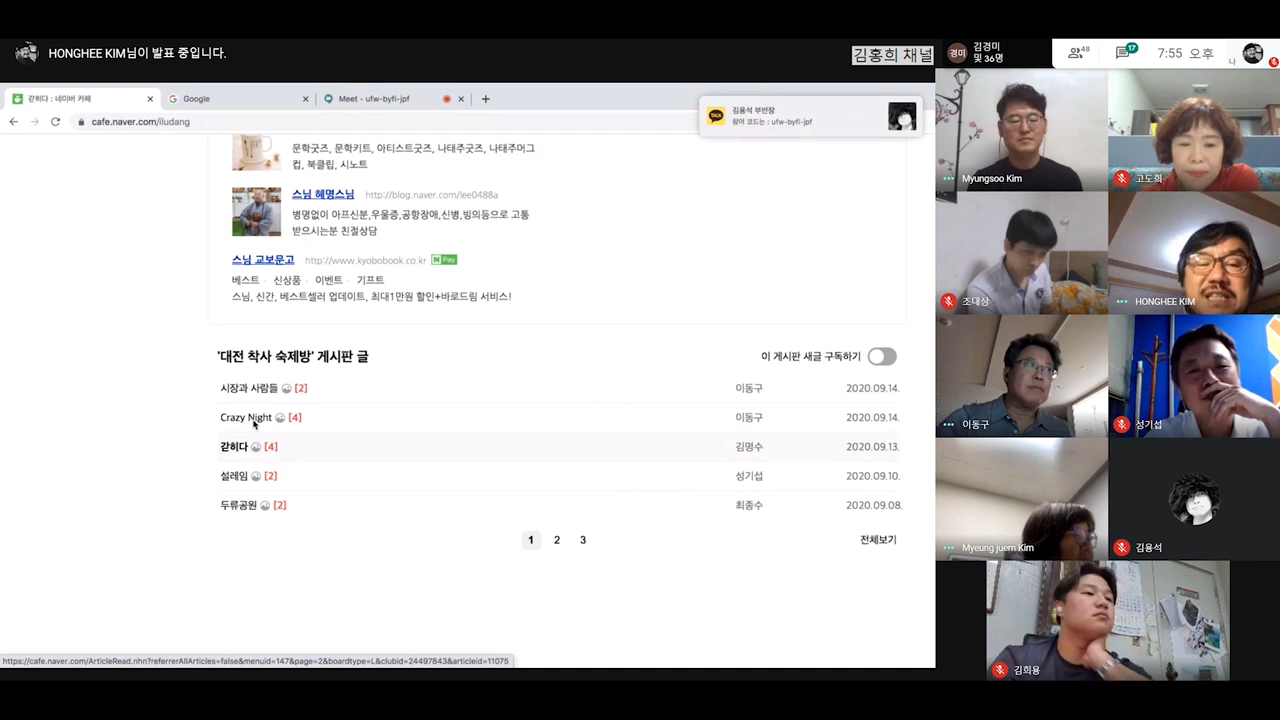 HONGHEE KIM님이 발표 중입니다.
김홍희 채널
경미
김경미
및 36명
48
17
7:55 오후
나
갇히다 : 네이버 카페
Google
Meet - ufw-byfi-jpf
cafe.naver.com/iludang
TALK
김용석 부반장
참여 코드는 : ufw-byfi-jpf
문학굿즈, 문학키트, 아티스트굿즈, 나태주굿즈, 나태주머그
컵, 북클립, 시노트
스님 혜명스님 http://blog.naver.com/lee0488a
병명없이 아프신분,우울증,공항장애,신병,빙의등으로 고통
받으시는분 친절상담
스님 교보문고 http://www.kyobobook.co.kr N Pay
베스트 신상품 이벤트 기프트
스님, 신간, 베스트셀러 업데이트, 최대1만원 할인+바로드림 서비스!
'대전 착사 숙제방' 게시판 글
이 게시판 새글 구독하기
시장과 사람들 [2] 이동구 2020.09.14.
Crazy Night [4] 이동구 2020.09.14.
갇히다 [4] 김명수 2020.09.13.
설레임 [2] 성기섭 2020.09.10.
두류공원 [2] 최종수 2020.09.08.
1 2 3
전체보기
https://cafe.naver.com/ArticleRead.nhn?referrerAllArticles=false&menuid=147&page=2&boardtype=L&clubid=24497843&articleid=11075
Myungsoo Kim
고도희
조대상
HONGHEE KIM
이동구
성기섭
Myeung juem Kim
김용석
김희용